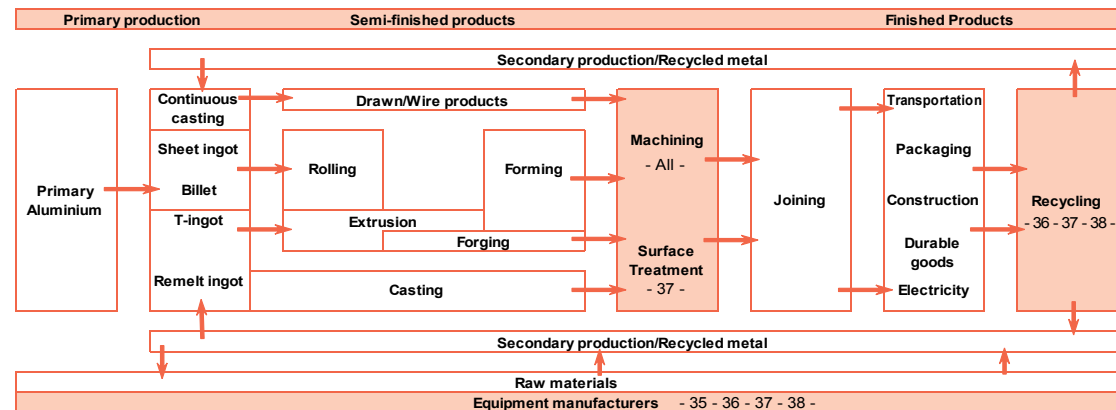 Primary production Semi-finished products Finished Products
Secondary production/Recycled metal
Continuous
casting
Drawn/Wire products
Transportation
Sheet ingot
Rolling
Forming
Machining
- All -
Packaging
Primary
Aluminium
Billet
Joining
Construction
Recycling
- 36 - 37 - 38 -
T-ingot
Extrusion
Forging
Surface
Treatment
- 37 -
Durable
goods
Remelt ingot
Casting
Electricity
Secondary production/Recycled metal
Raw materials
Equipment manufacturers - 35 - 36 - 37 - 38 -